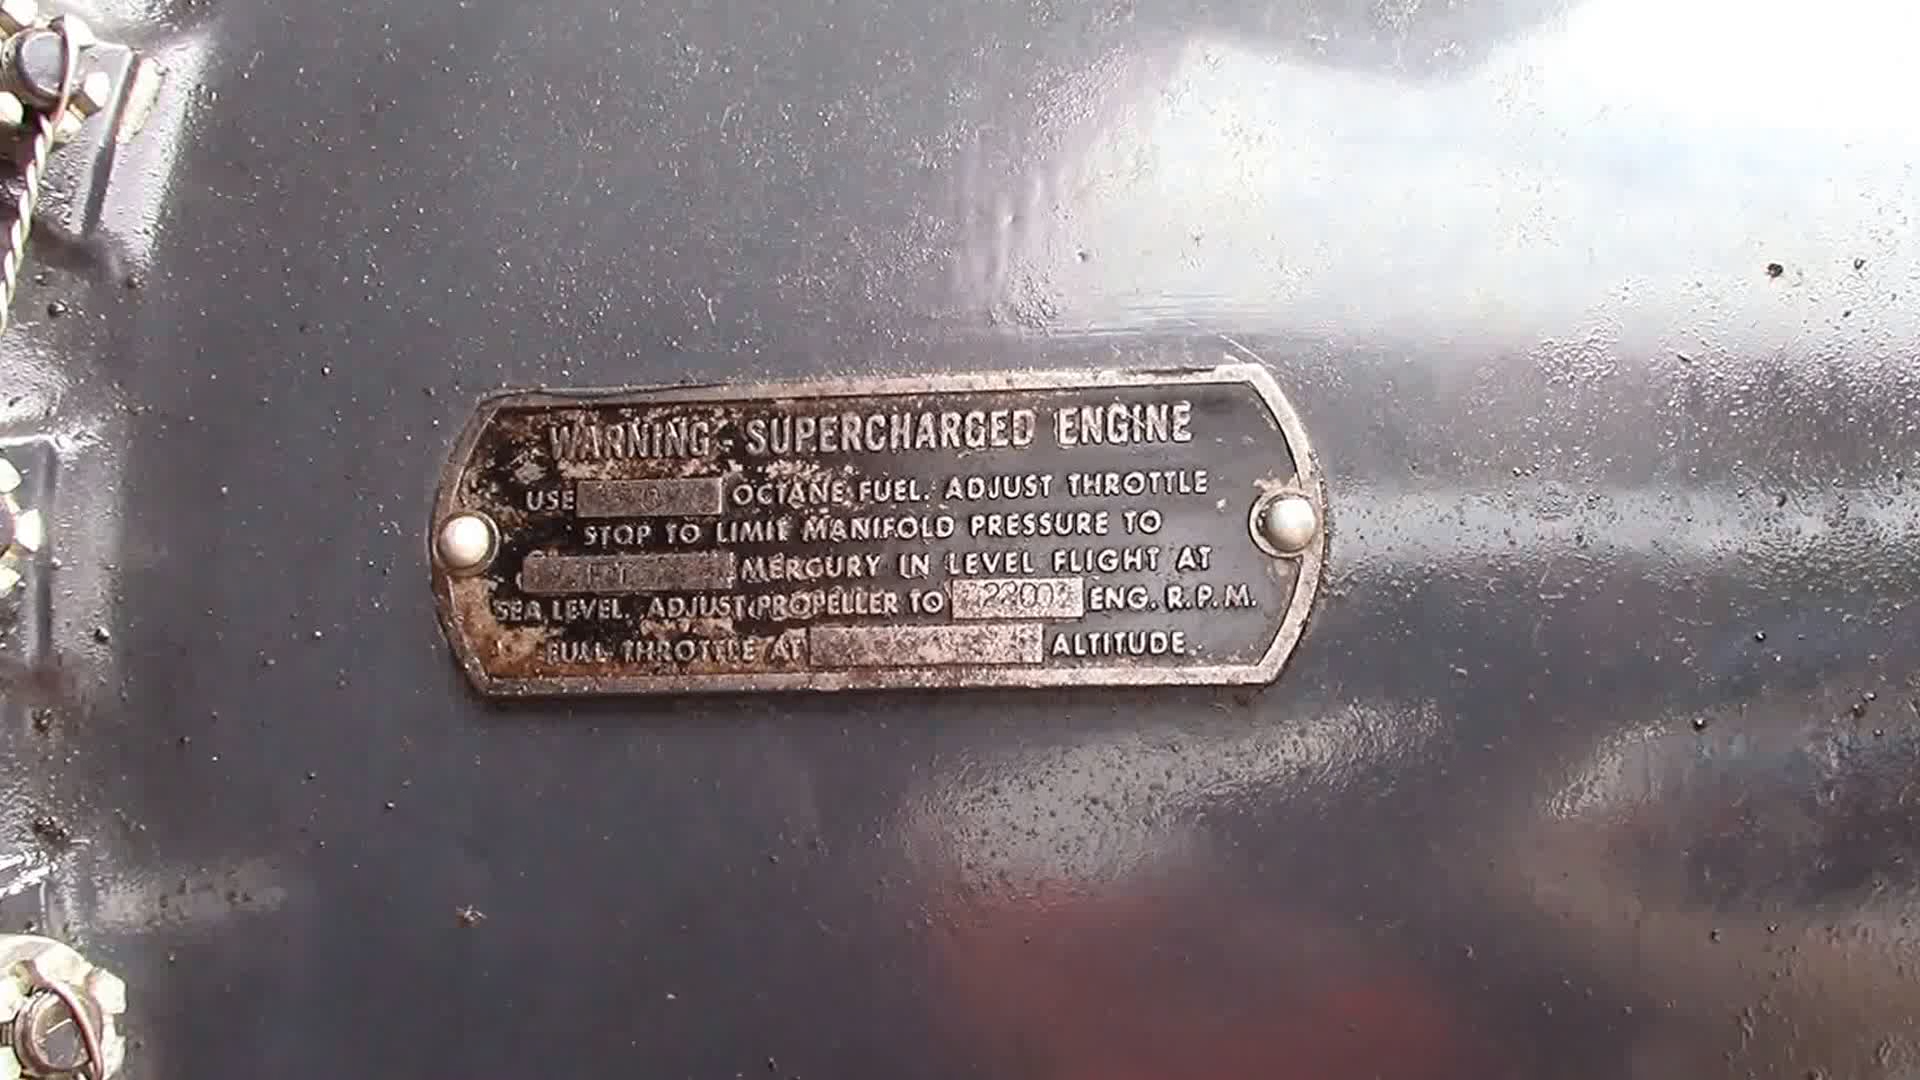 WARNING - SUPERCHARGED ENGINE
USE OCTANE FUEL. ADJUST THROTTLE
STOP TO LIMIT MANIFOLD PRESSURE TO
MERCURY IN LEVEL FLIGHT AT
SEA LEVEL. ADJUST PROPELLER TO 2200 ENG. R.P.M.
FULL THROTTLE AT ALTITUDE.